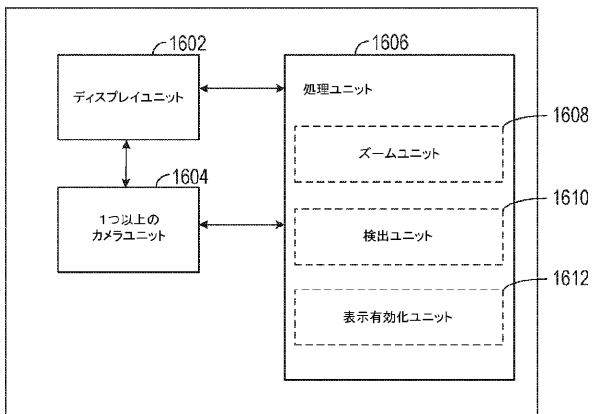 1602
ディスプレイユニット
1604
1つ以上の
カメラユニット
1606
処理ユニット
1608
ズームユニット
1610
検出ユニット
1612
表示有効化ユニット